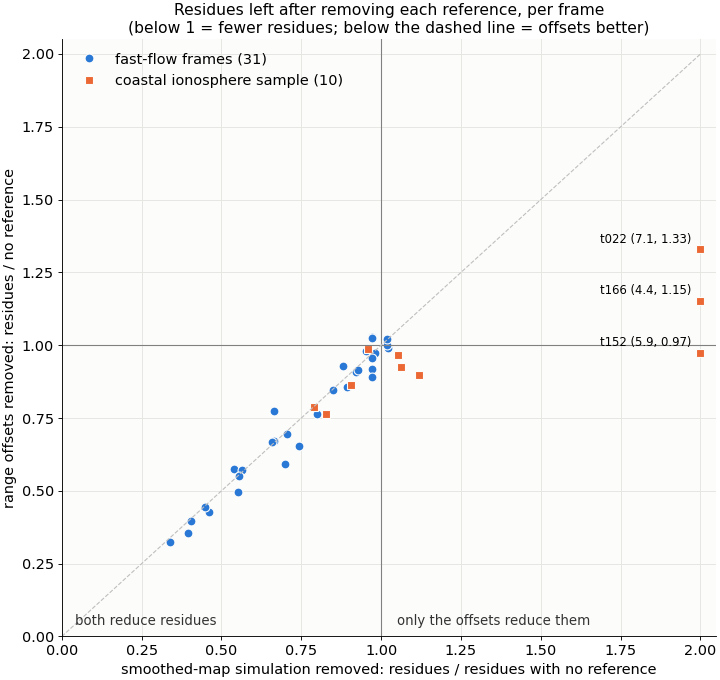 Residues left after removing each reference, per frame
(below 1 = fewer residues; below the dashed line = offsets better)
range offsets removed: residues / no reference
2.00
1.75
1.50
1.25
1.00
0.75
0.50
0.25
0.00
fast-flow frames (31)
coastal ionosphere sample (10)
t022 (7.1, 1.33)
t166 (4.4, 1.15)
t152 (5.9, 0.97)
both reduce residues
only the offsets reduce them
0.00 0.25 0.50 0.75 1.00 1.25 1.50 1.75 2.00
smoothed-map simulation removed: residues / residues with no reference